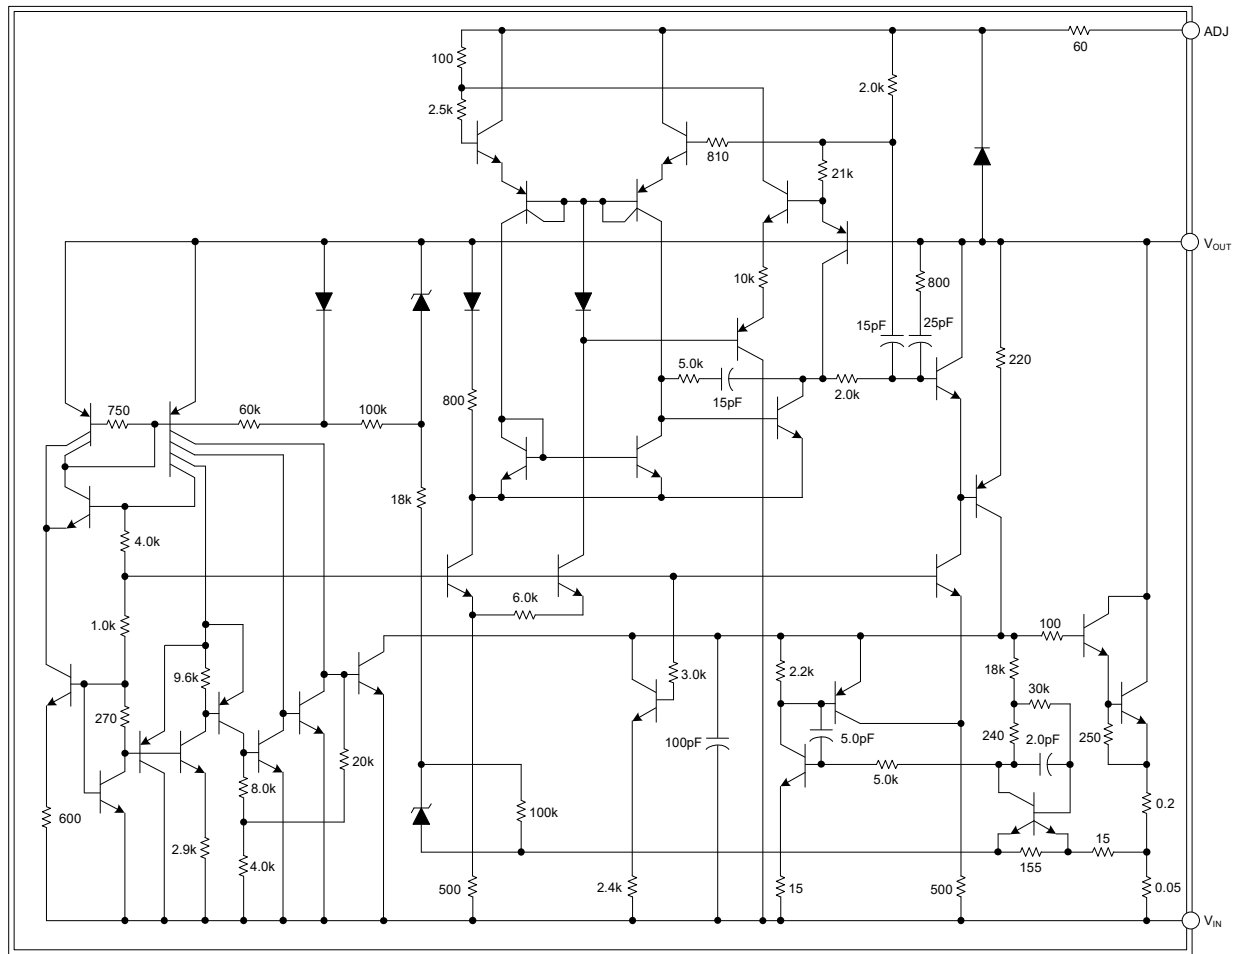 ADJ
60
100
2.0k
2.5k
810
21k
V_OUT
10k
800
15pF
25pF
220
5.0k
15pF
2.0k
800
750
60k
100k
18k
4.0k
6.0k
1.0k
100
3.0k
2.2k
18k
9.6k
30k
270
240
250
2.0pF
5.0pF
100pF
20k
5.0k
8.0k
0.2
600
100k
15
2.9k
4.0k
155
500
2.4k
15
500
0.05
V_IN